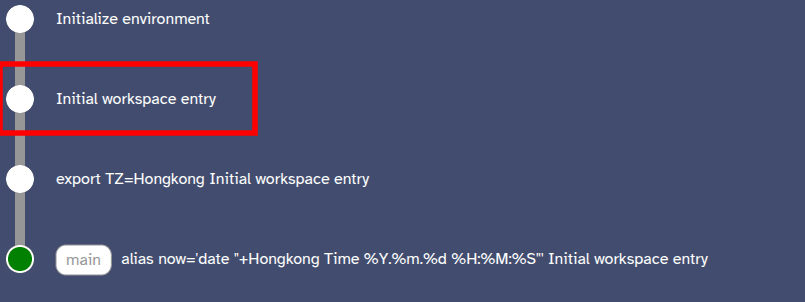 Initialize environment
Initial workspace entry
export TZ=Hongkong Initial workspace entry
main alias now='date "+Hongkong Time %Y.%m.%d %H:%M:%S"' Initial workspace entry